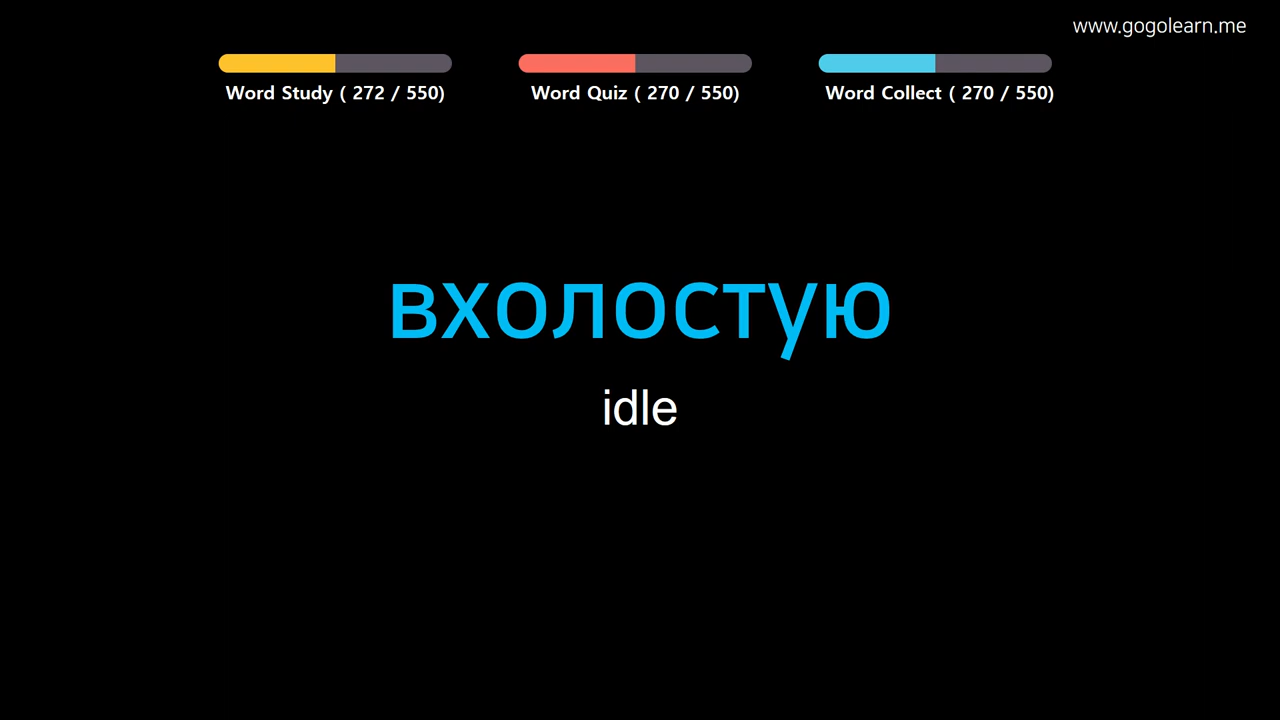 www.gogolearn.me
Word Study ( 272 / 550)
Word Quiz ( 270 / 550)
Word Collect ( 270 / 550)
вхолостую
idle